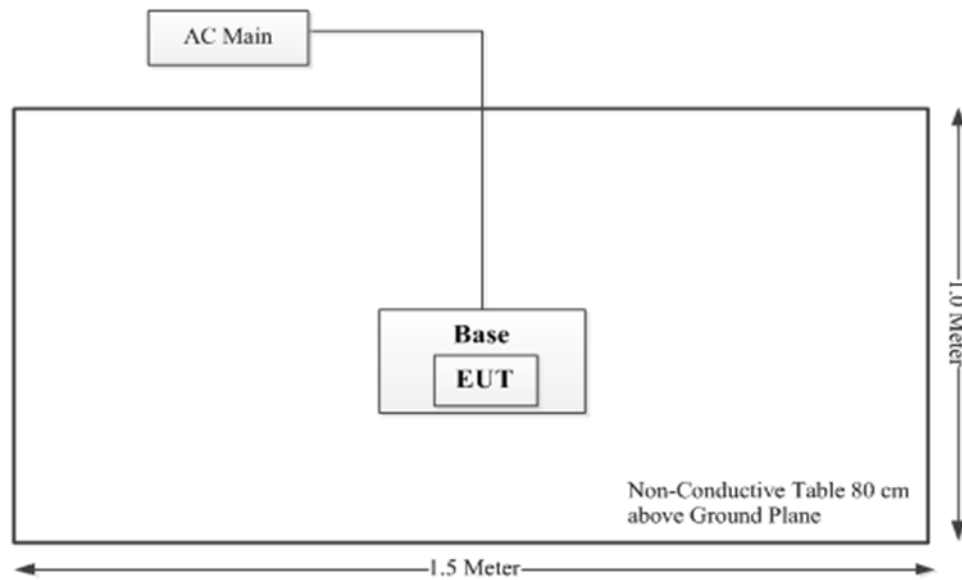 AC Main
Base
EUT
1.0 Meter
Non-Conductive Table 80 cm
above Ground Plane
1.5 Meter